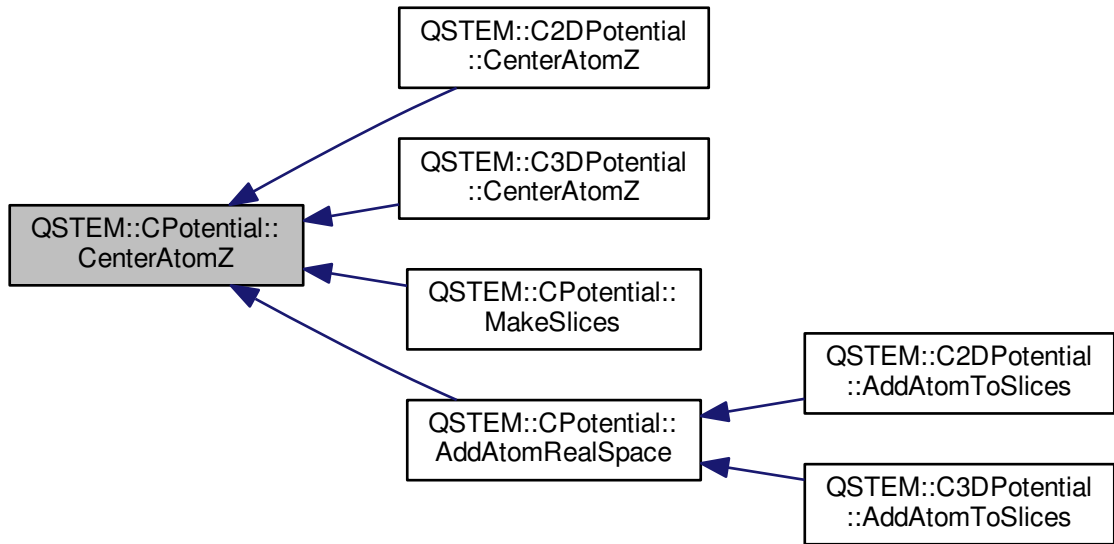 QSTEM::C2DPotential
::CenterAtomZ
QSTEM::C3DPotential
::CenterAtomZ
QSTEM::CPotential::
CenterAtomZ
QSTEM::CPotential::
MakeSlices
QSTEM::CPotential::
AddAtomRealSpace
QSTEM::C2DPotential
::AddAtomToSlices
QSTEM::C3DPotential
::AddAtomToSlices